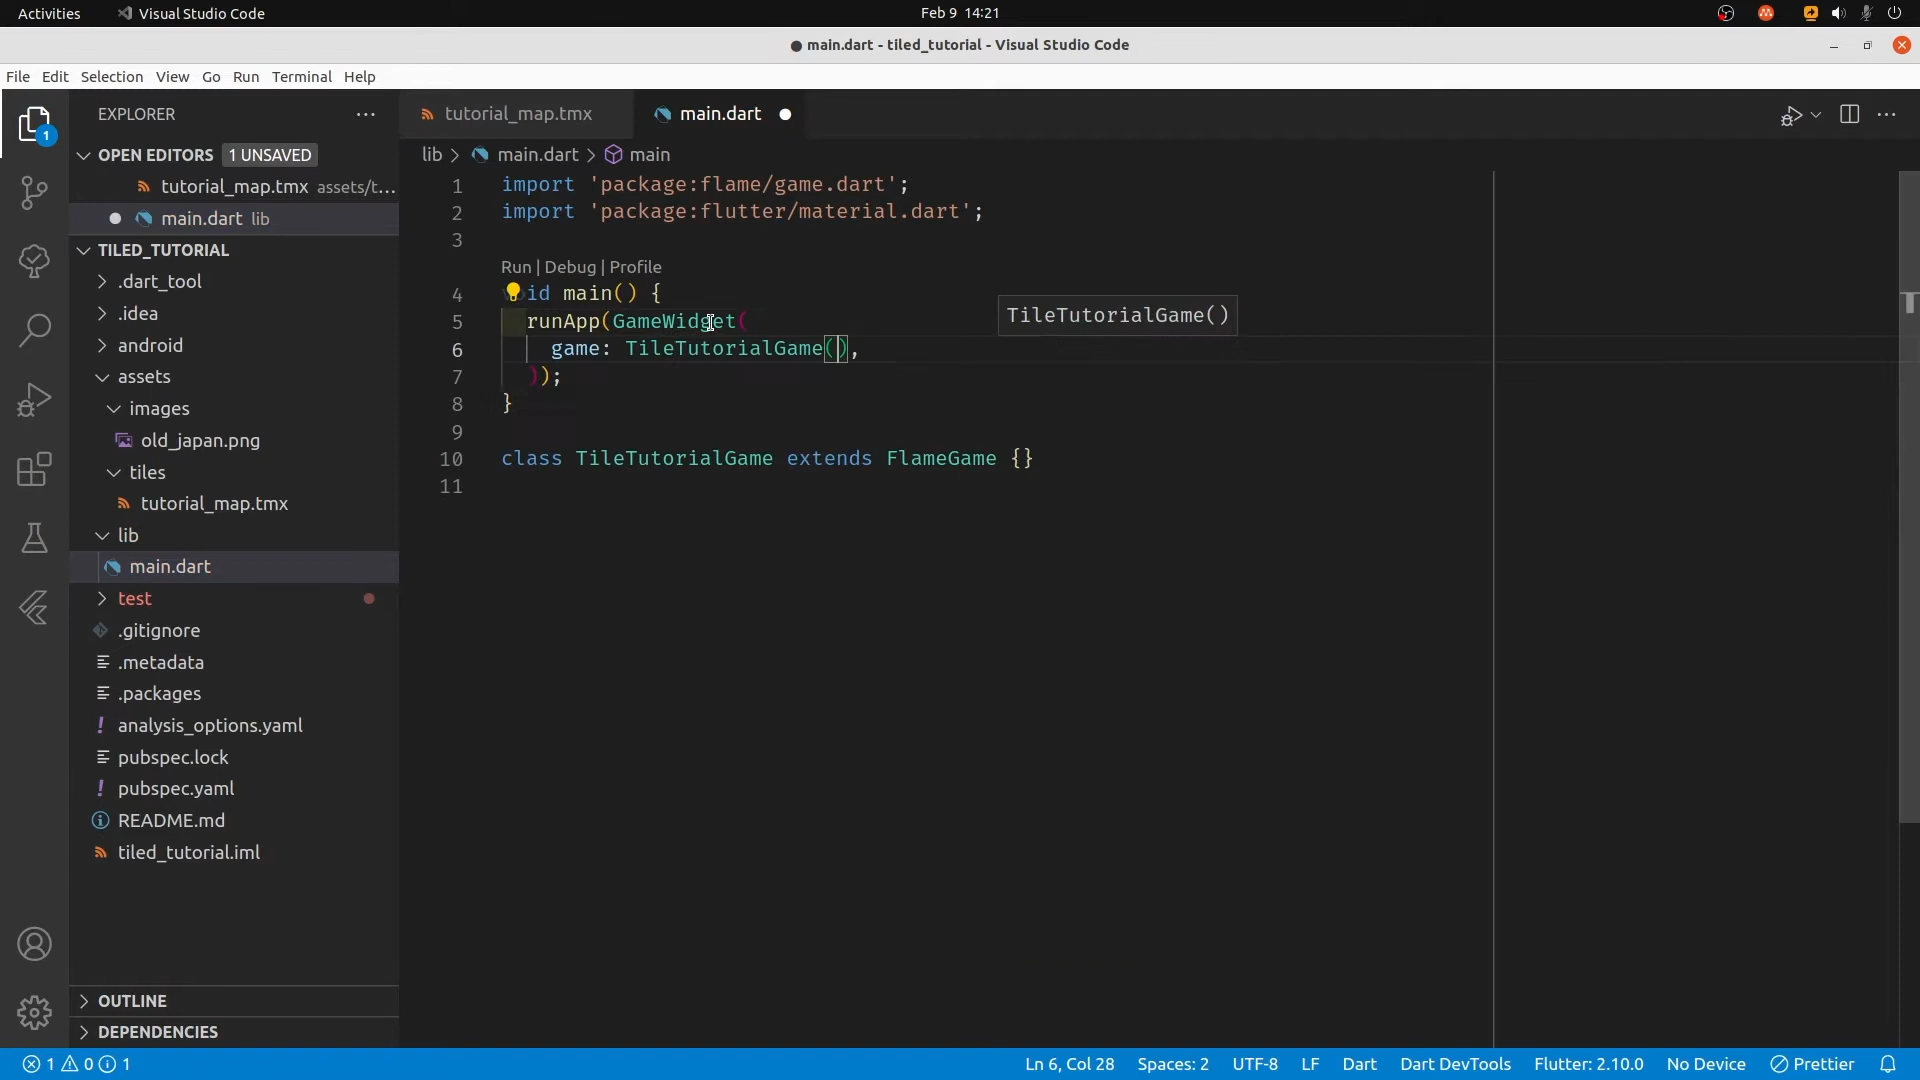 Activities
Visual Studio Code
Feb 9 14:21
main.dart - tiled_tutorial - Visual Studio Code
File Edit Selection View Go Run Terminal Help
EXPLORER
OPEN EDITORS 1 UNSAVED
tutorial_map.tmx assets/t...
main.dart lib
TILED_TUTORIAL
.dart_tool
.idea
android
assets
images
old_japan.png
tiles
tutorial_map.tmx
lib
main.dart
test
.gitignore
.metadata
.packages
analysis_options.yaml
pubspec.lock
pubspec.yaml
README.md
tiled_tutorial.iml
OUTLINE
DEPENDENCIES
1
tutorial_map.tmx
main.dart
lib > main.dart > main
1 import 'package:flame/game.dart';
2 import 'package:flutter/material.dart';
3
Run | Debug | Profile
4 void main() {
5 runApp(GameWidget(
TileTutorialGame()
6 game: TileTutorialGame(),
7 ));
8 }
9
10 class TileTutorialGame extends FlameGame {}
11
1 0 1
Ln 6, Col 28 Spaces: 2 UTF-8 LF Dart Dart DevTools Flutter: 2.10.0 No Device Prettier